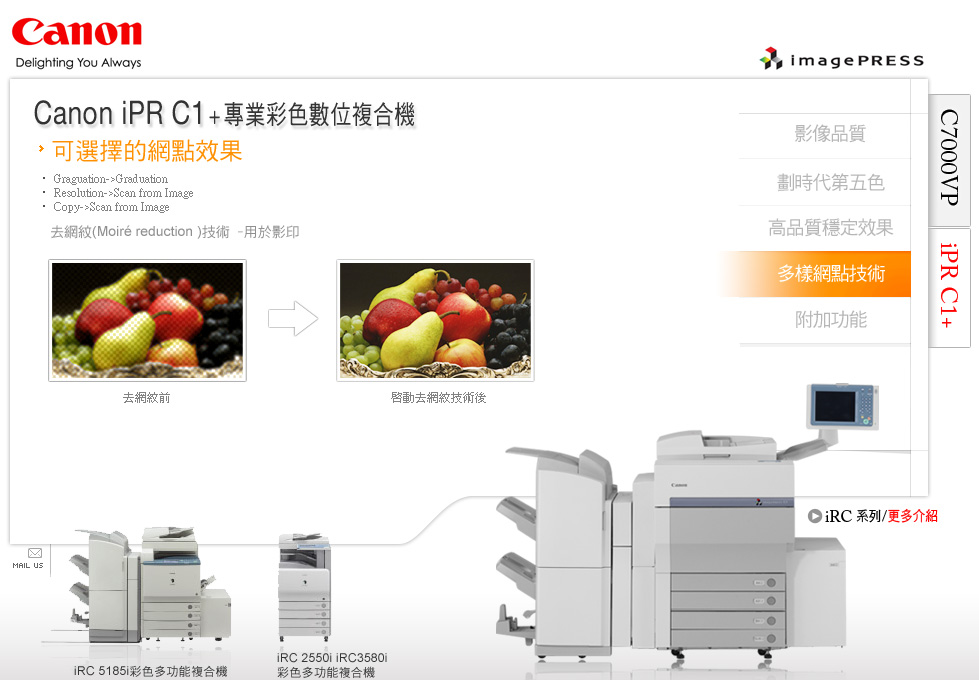 Canon
Delighting You Always
imagePRESS
Canon iPR C1+專業彩色數位複合機
可選擇的網點效果
Graguation->Graduation
Resolution->Scan from Image
Copy->Scan from Image
去網紋(Moiré reduction )技術 -用於影印
去網紋前
啓動去網紋技術後
影像品質
劃時代第五色
高品質穩定效果
多樣網點技術
附加功能
C7000VP
iPR C1+
Canon
iRC 系列/更多介紹
MAIL US
iRC 5185i彩色多功能複合機
iRC 2550i iRC3580i
彩色多功能複合機